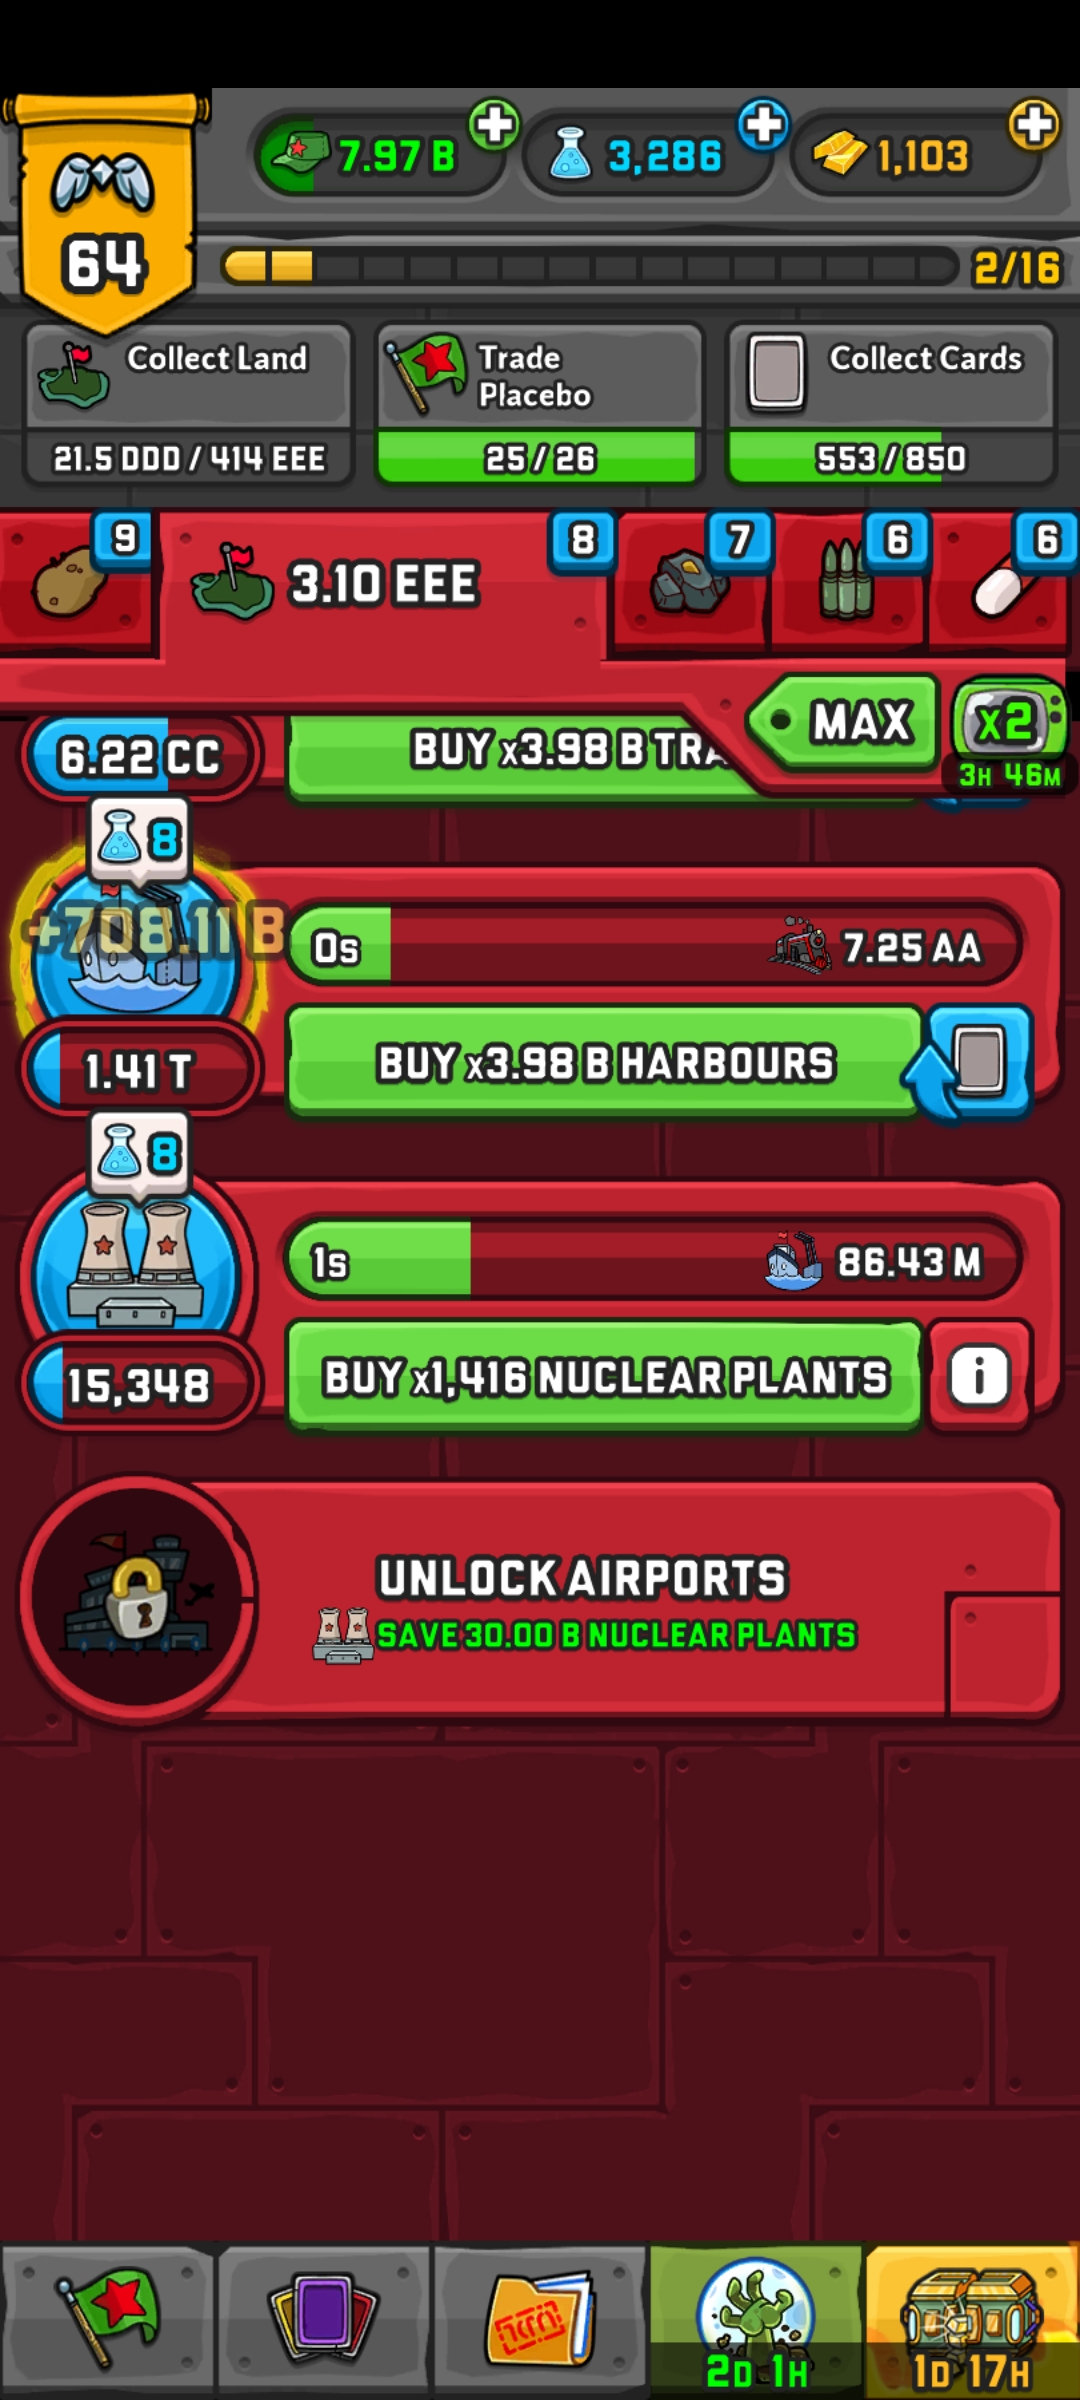 7.97 B
3,286
1,103
64
2/16
Collect Land
21.5 DDD / 414 EEE
Trade
Placebo
25 / 26
Collect Cards
553 / 850
9
3.10 EEE
8
7
6
6
6.22 CC
BUY x3.98 B TRA
MAX
x2
3H 46M
8
+708.11 B
0s
7.25 AA
1.41 T
BUY x3.98 B HARBOURS
8
1s
86.43 M
15,348
BUY x1,416 NUCLEAR PLANTS
i
UNLOCK AIRPORTS
SAVE 30.00 B NUCLEAR PLANTS
2D 1H
1D 17H